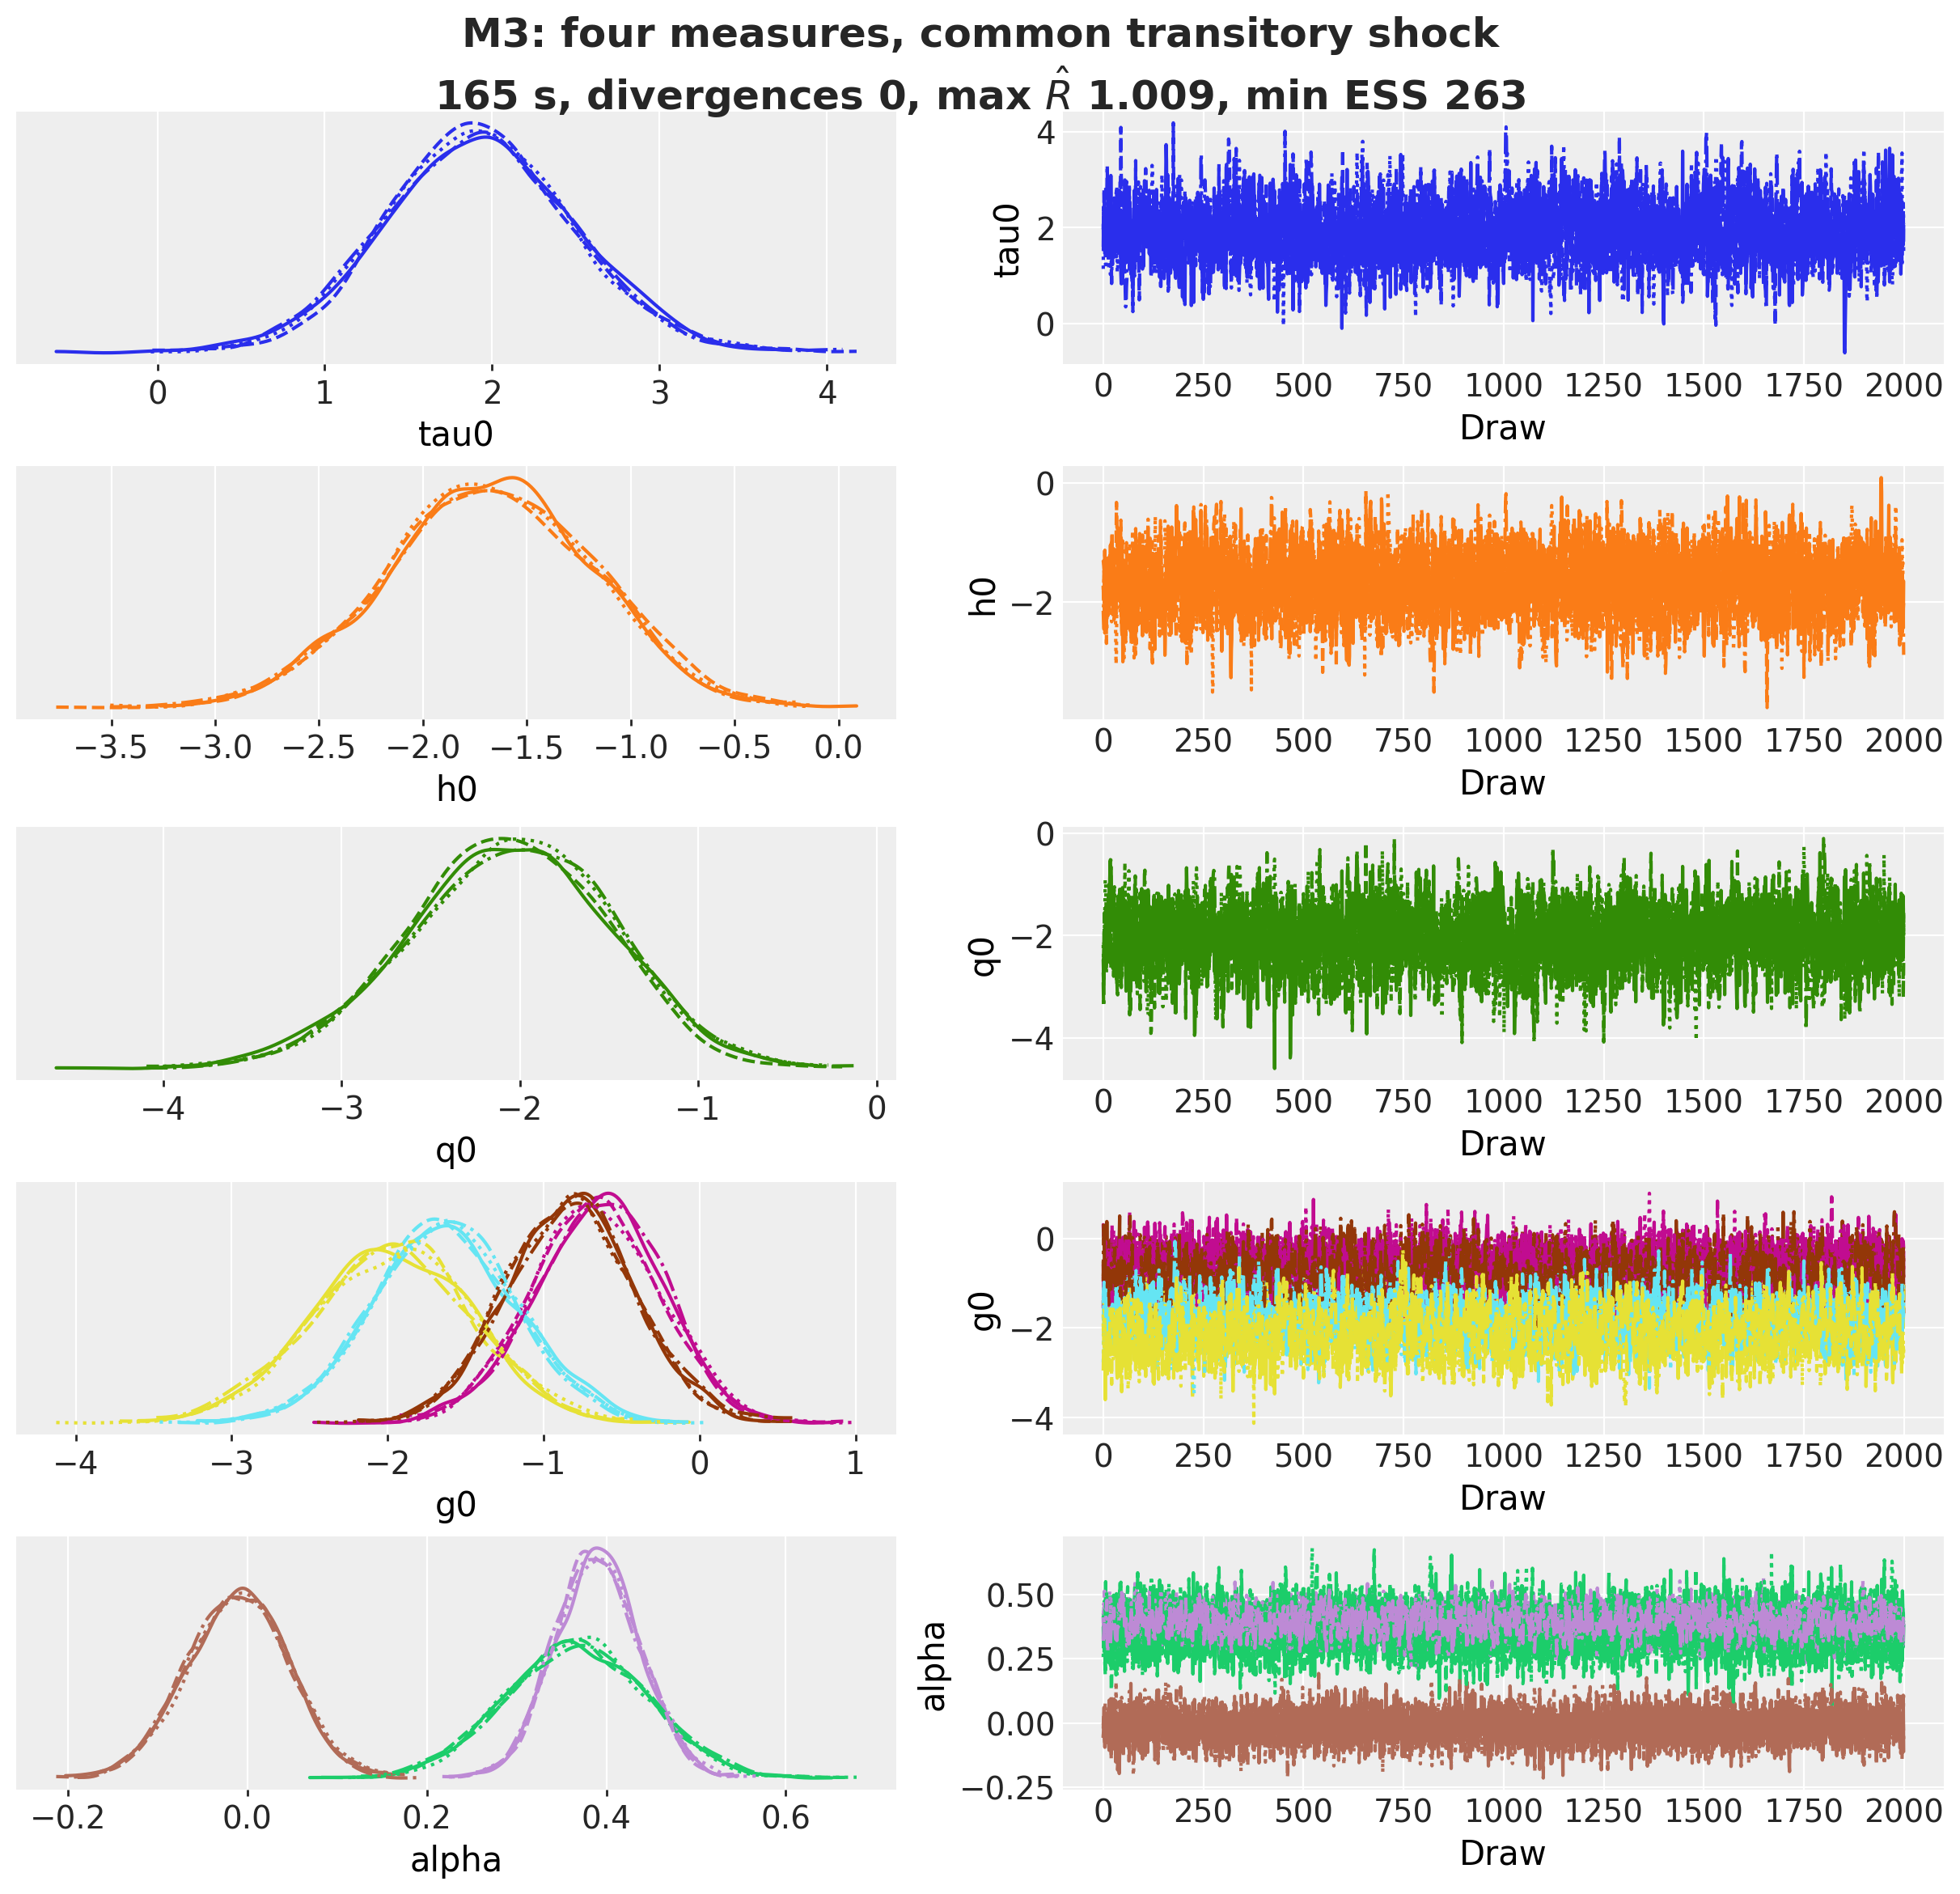 M3: four measures, common transitory shock
165 s, divergences 0, max R̂ 1.009, min ESS 263
0 1 2 3 4
tau0
4
2
0
tau0
0 250 500 750 1000 1250 1500 1750 2000
Draw
−3.5 −3.0 −2.5 −2.0 −1.5 −1.0 −0.5 0.0
h0
0
−2
h0
0 250 500 750 1000 1250 1500 1750 2000
Draw
−4 −3 −2 −1 0
q0
0
−2
−4
q0
0 250 500 750 1000 1250 1500 1750 2000
Draw
−4 −3 −2 −1 0 1
g0
0
−2
−4
g0
0 250 500 750 1000 1250 1500 1750 2000
Draw
−0.2 0.0 0.2 0.4 0.6
alpha
0.50
0.25
0.00
−0.25
alpha
0 250 500 750 1000 1250 1500 1750 2000
Draw